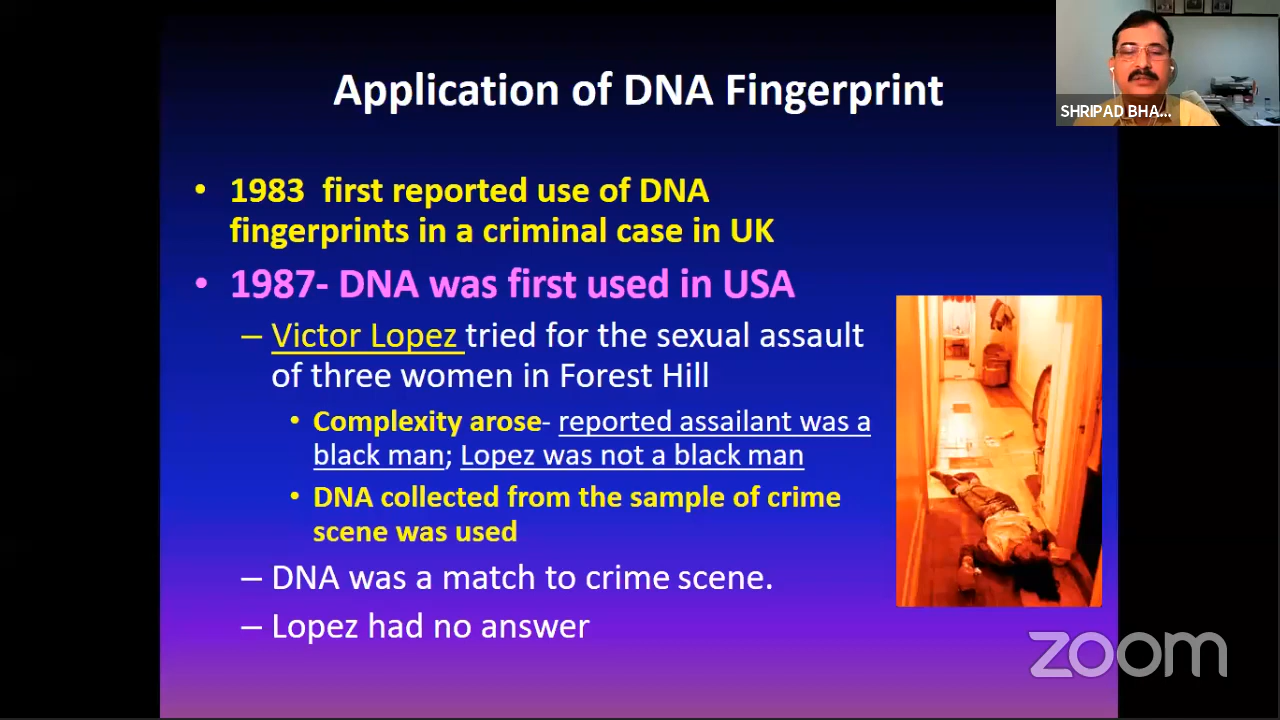 Application of DNA Fingerprint
SHRIPAD BHA...
• 1983 first reported use of DNA
fingerprints in a criminal case in UK
• 1987- DNA was first used in USA
– Victor Lopez tried for the sexual assault
of three women in Forest Hill
• Complexity arose- reported assailant was a
black man; Lopez was not a black man
• DNA collected from the sample of crime
scene was used
– DNA was a match to crime scene.
– Lopez had no answer
zoom